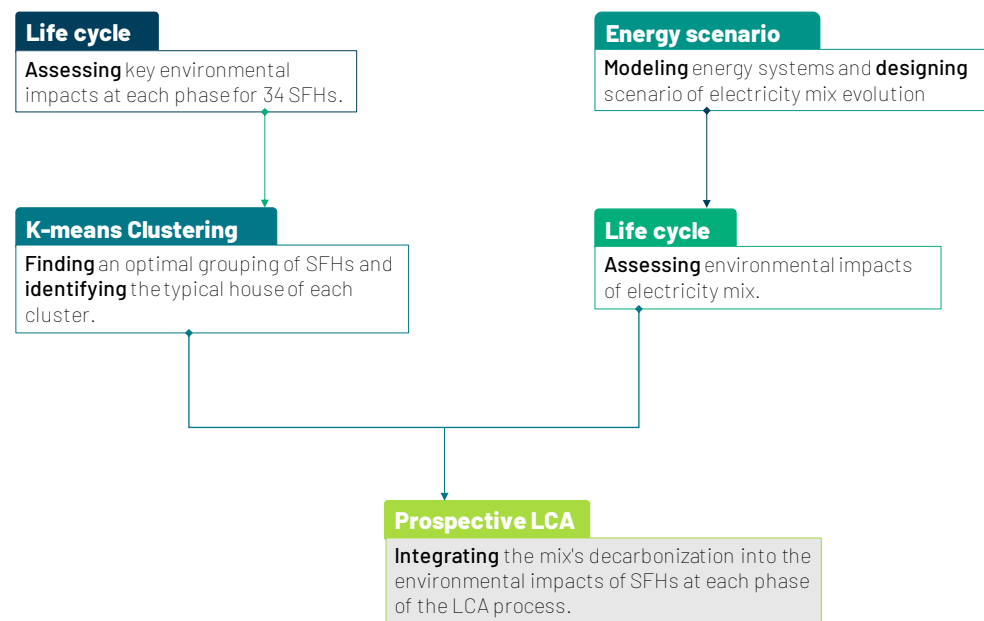 Life cycle
Assessing key environmental
impacts at each phase for 34 SFHs.
Energy scenario
Modeling energy systems and designing
scenario of electricity mix evolution
K-means Clustering
Finding an optimal grouping of SFHs and
identifying the typical house of each
cluster.
Life cycle
Assessing environmental impacts
of electricity mix.
Prospective LCA
Integrating the mix's decarbonization into the
environmental impacts of SFHs at each phase
of the LCA process.